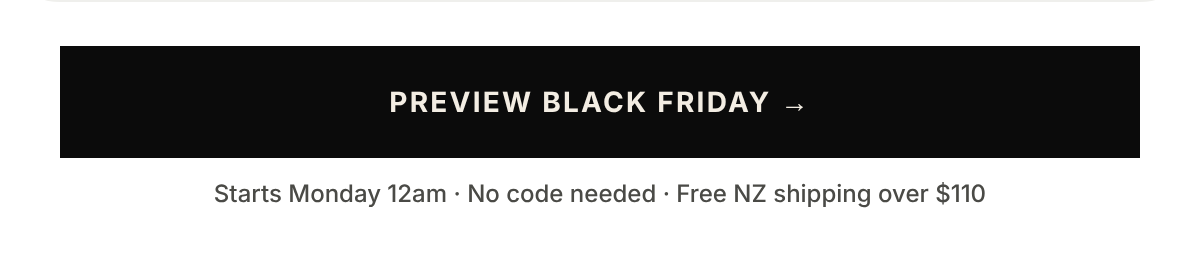 PREVIEW BLACK FRIDAY →
Starts Monday 12am · No code needed · Free NZ shipping over $110